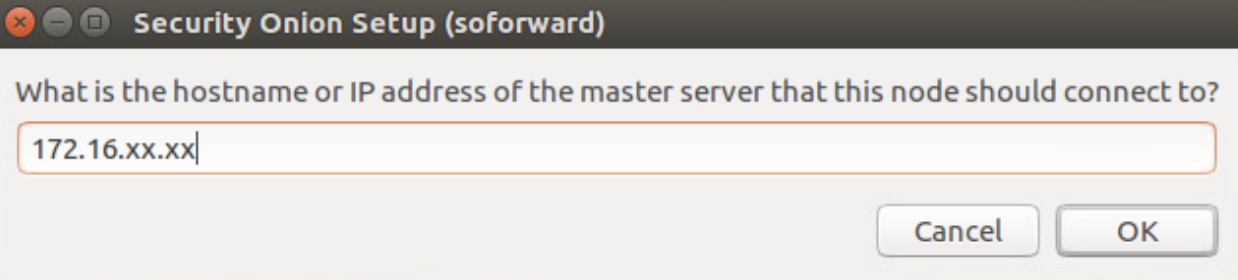 Security Onion Setup (soforward)
What is the hostname or IP address of the master server that this node should connect to?
172.16.xx.xx
Cancel OK